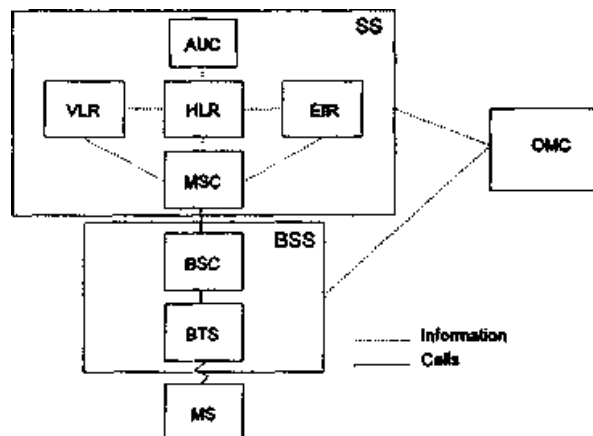 SS
AUC
VLR
HLR
EIR
OMC
MSC
BSS
BSC
BTS
Information
Calls
MS